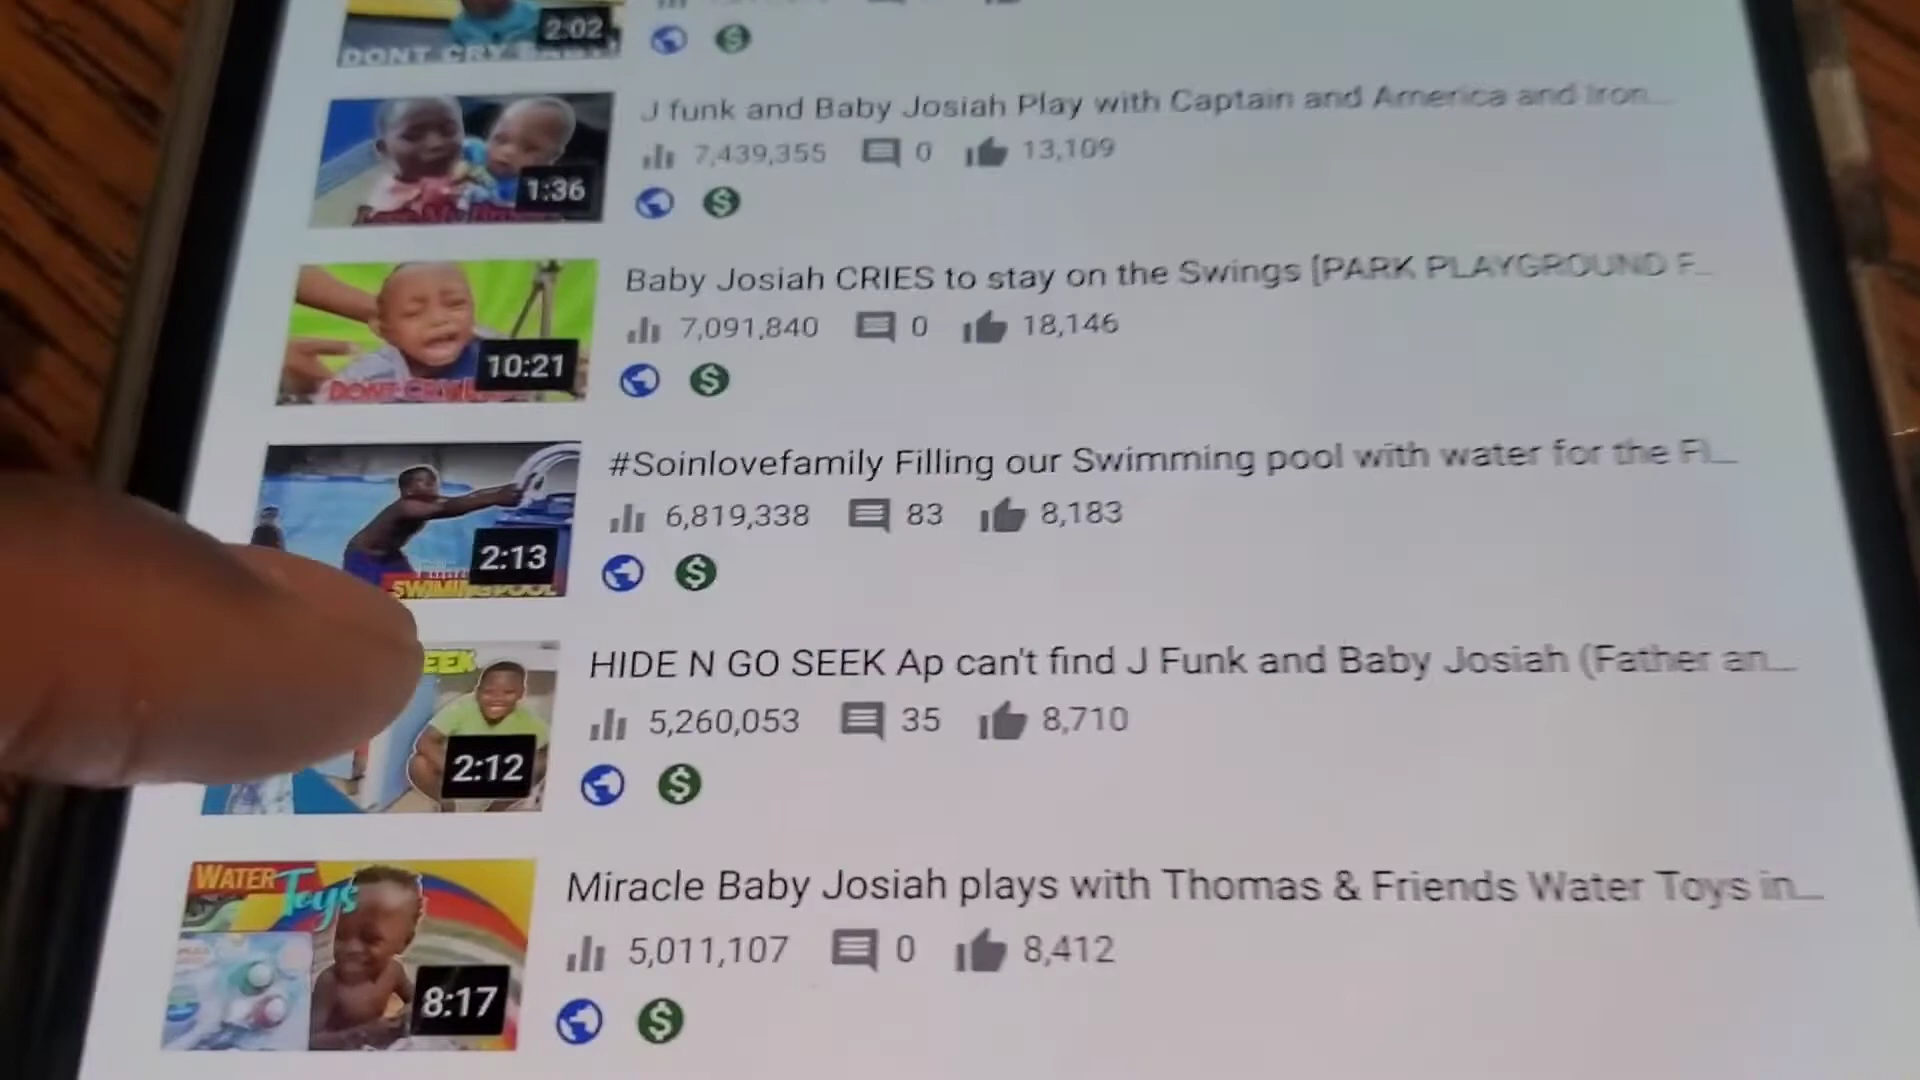 2:02
DONT CRY BABY!
J funk and Baby Josiah Play with Captain and America and Iron...
7,439,355 0 13,109
1:36
Baby Josiah CRIES to stay on the Swings [PARK PLAYGROUND F...
7,091,840 0 18,146
10:21
DONT CRY
#Soinlovefamily Filling our Swimming pool with water for the Fi...
6,819,338 83 8,183
2:13
HIDE N GO SEEK Ap can't find J Funk and Baby Josiah (Father an...
5,260,053 35 8,710
2:12
Miracle Baby Josiah plays with Thomas & Friends Water Toys in...
WATER
Toys
5,011,107 0 8,412
8:17